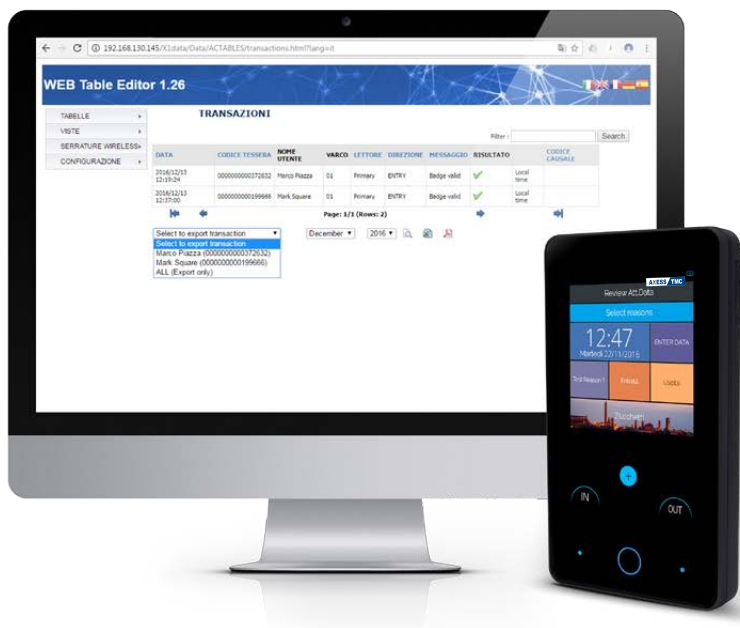 192.168.130.145/X1data/Data/ACTABLES/transactions.html?lang=it
WEB Table Editor 1.26
TABELLE
VISTE
SERRATURE WIRELESS
CONFIGURAZIONE
TRANSAZIONI
Filter :
Search
DATA CODICE TESSERA NOME UTENTE VARCO LETTORE DIREZIONE MESSAGGIO RISULTATO CODICE CAUSALE
2016/12/13 12:19:24 0000000000372632 Marco Piazza 01 Primary ENTRY Badge valid Local time
2016/12/13 12:37:00 0000000000199666 Mark Square 01 Primary ENTRY Badge valid Local time
Page: 1/1 (Rows: 2)
Select to export transaction December 2016
Select to export transaction
Marco Piazza (0000000000372632)
Mark Square (0000000000199666)
ALL (Export only)
AXESS TMC
Review Att.Data
Select reasons
12:47
Martedì 22/11/2016
ENTER DATA
Test Reason 1
Entrata
Uscita
Zucchetti
IN
OUT